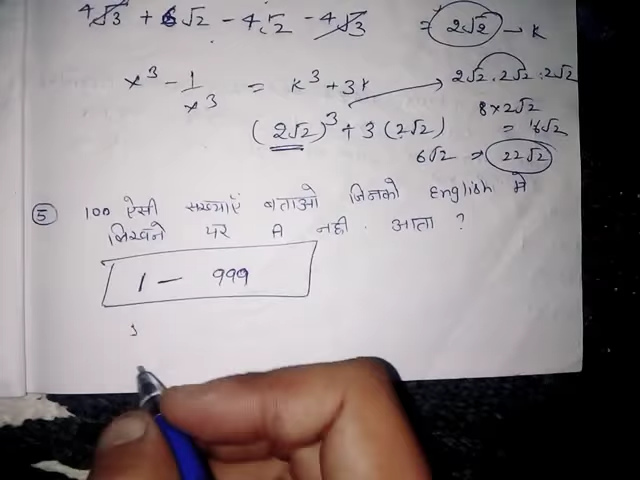 4√3 + 6√2 - 4√2 - 4√3 = 2√2 → K
x³ - 1/x³ = K³ + 3K
2√2 · 2√2 · 2√2
(2√2)³ + 3(2√2)
8 × 2√2
= 16√2
6√2 = 22√2
5 100 ऐसी सख्याएँ बताओ जिनको English मे
लिखने पर A नही आता ?
1 — 999